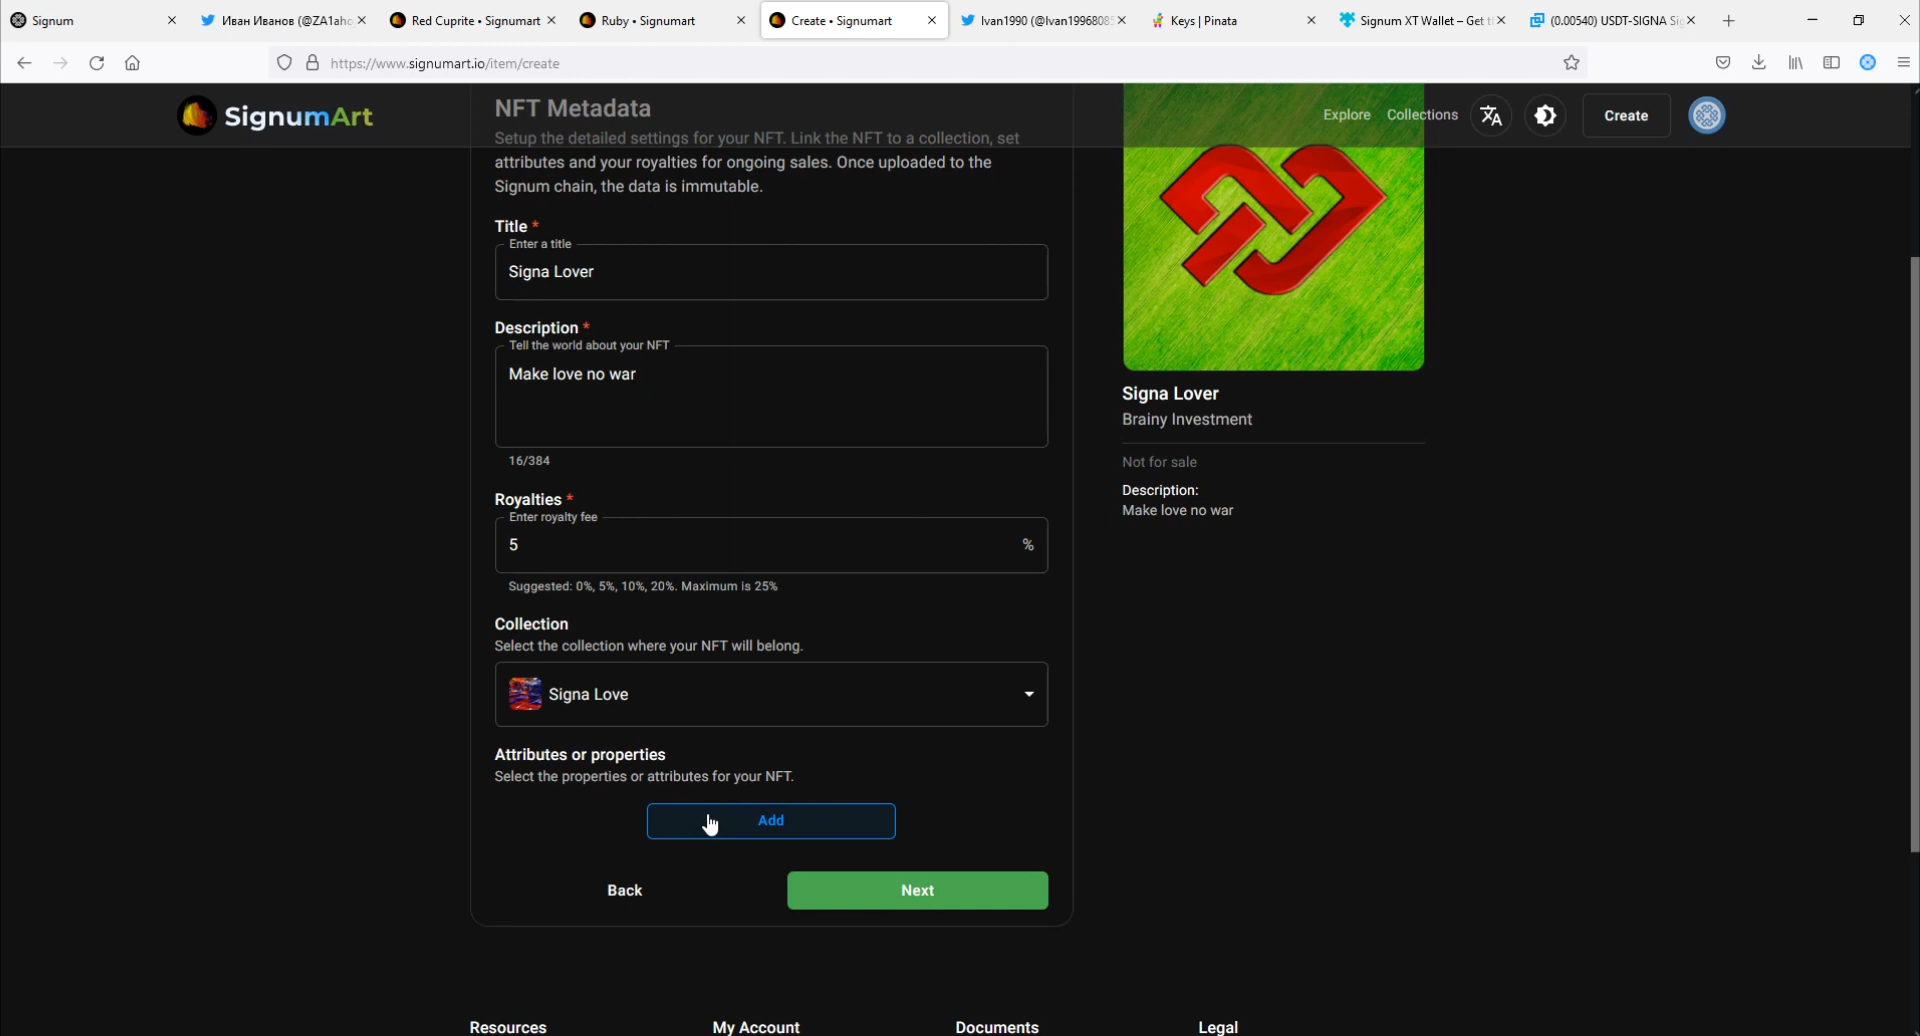 Signum
Иван Иванов (@ZA1aho
Red Cuprite • Signumart
Ruby • Signumart
Create • Signumart
Ivan1990 (@Ivan1996808
Keys | Pinata
Signum XT Wallet – Get t
(0.00540) USDT-SIGNA Si
https://www.signumart.io/item/create
SignumArt
Explore
Collections
Create
NFT Metadata
Setup the detailed settings for your NFT. Link the NFT to a collection, set
attributes and your royalties for ongoing sales. Once uploaded to the
Signum chain, the data is immutable.
Title *
Enter a title
Signa Lover
Description *
Tell the world about your NFT
Make love no war
16/384
Royalties *
Enter royalty fee
5
%
Suggested: 0%, 5%, 10%, 20%. Maximum is 25%
Collection
Select the collection where your NFT will belong.
Signa Love
Attributes or properties
Select the properties or attributes for your NFT.
Add
Back
Next
Signa Lover
Brainy Investment
Not for sale
Description:
Make love no war
Resources
My Account
Documents
Legal